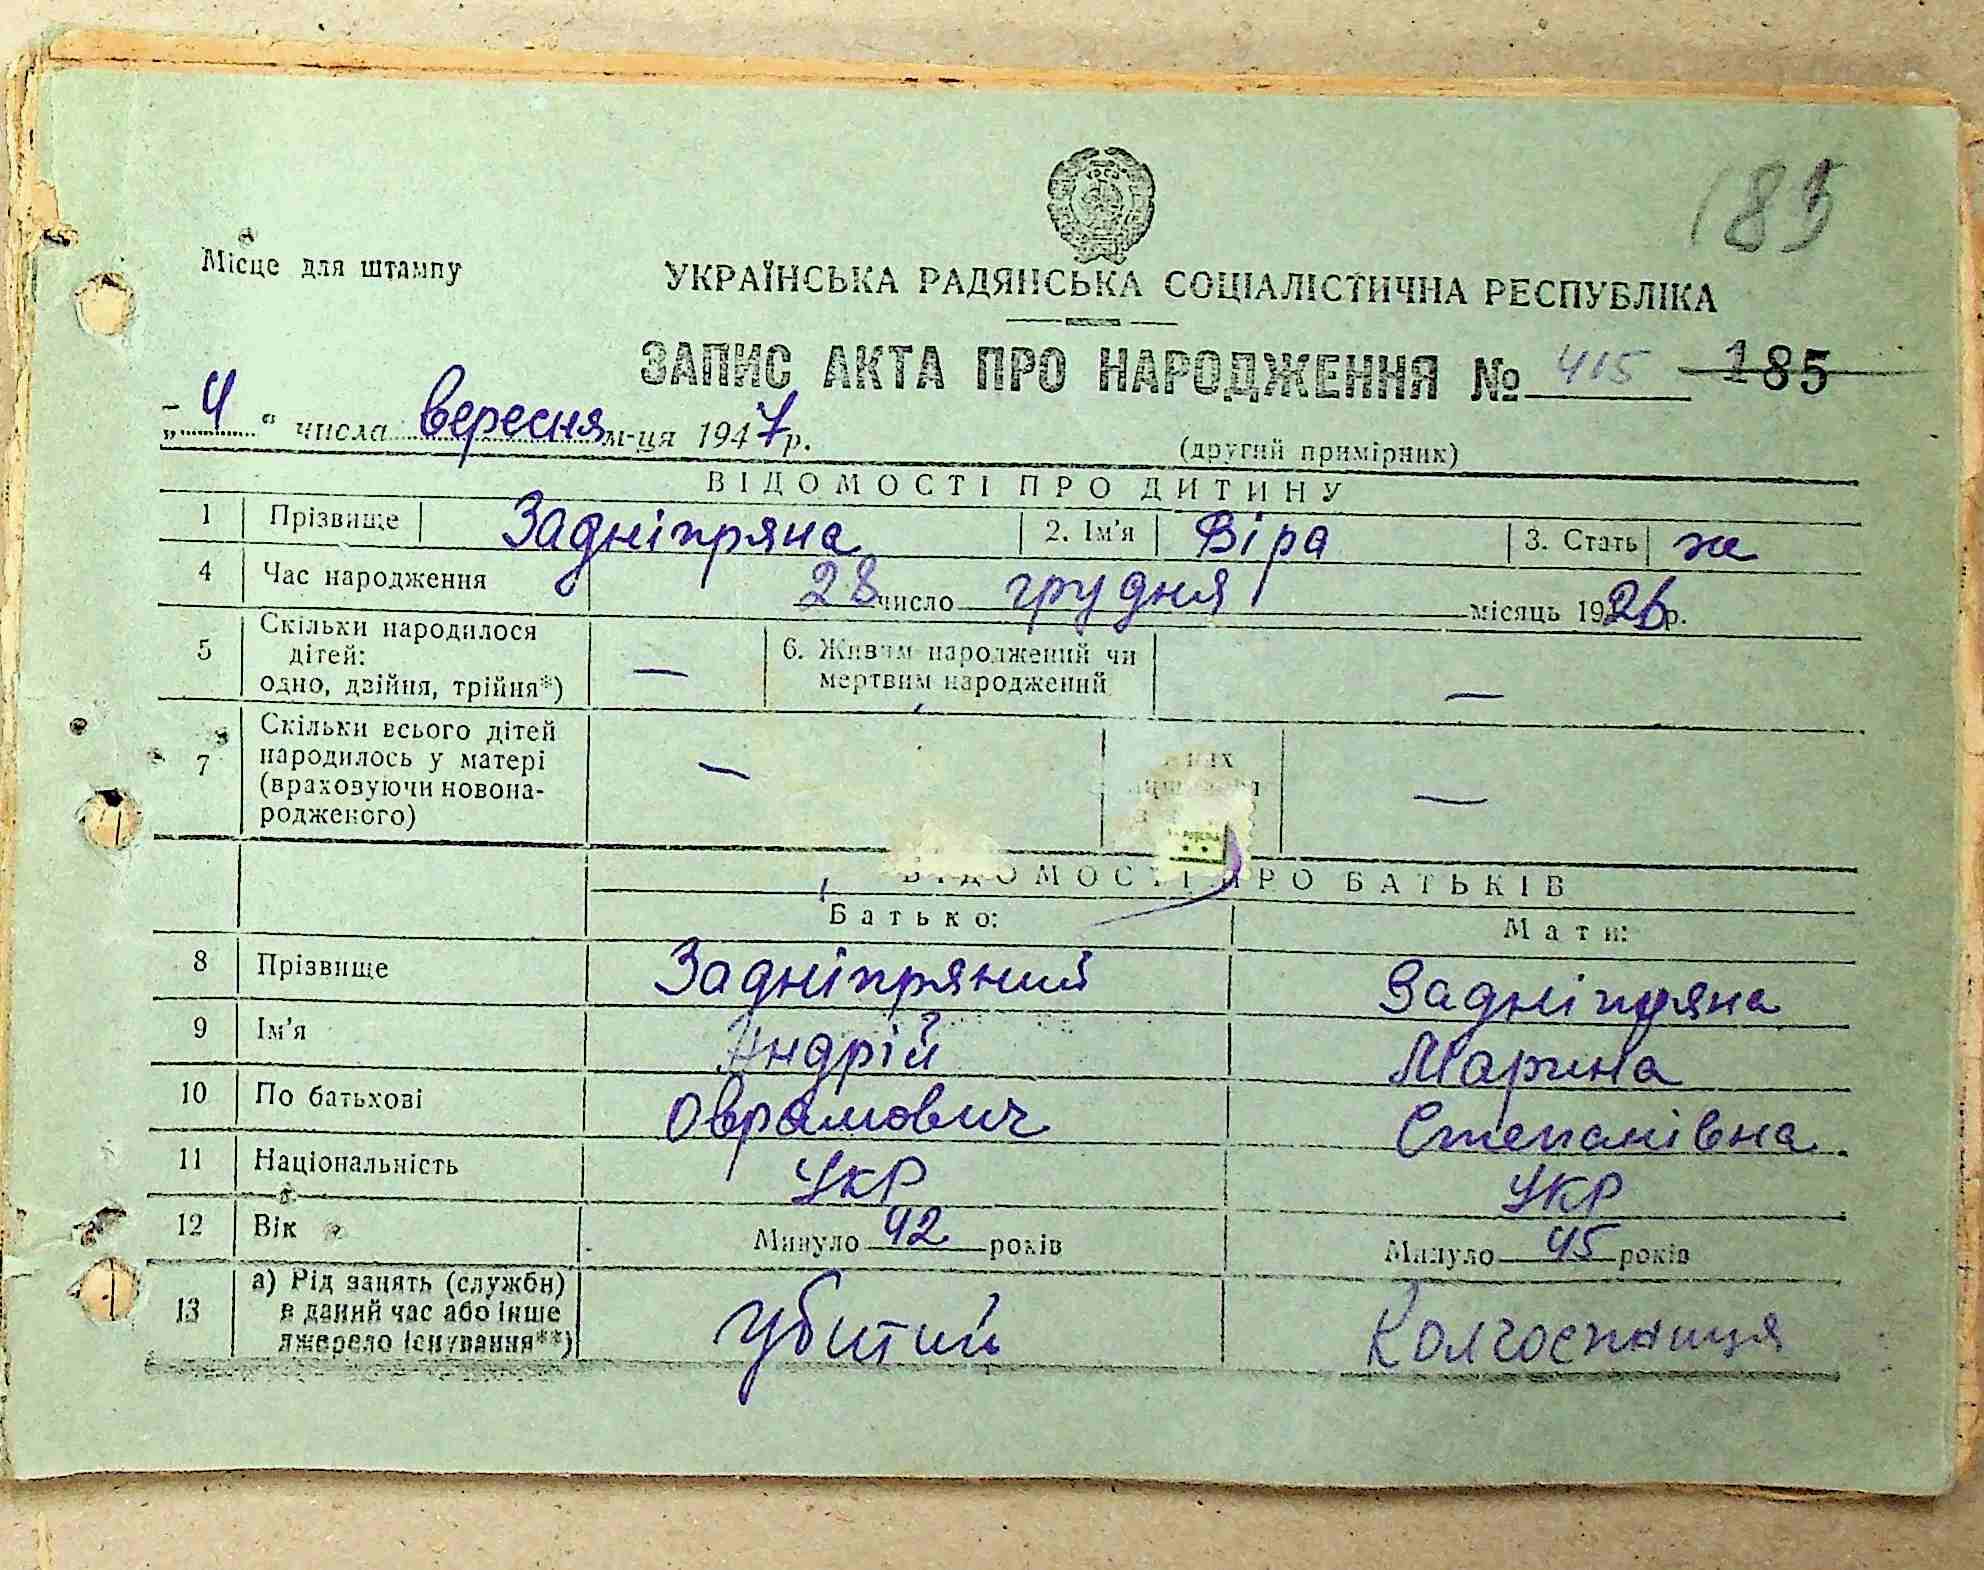 185
Місце для штампу
УКРАЇНСЬКА РАДЯНСЬКА СОЦІАЛІСТИЧНА РЕСПУБЛІКА
ЗАПИС АКТА ПРО НАРОДЖЕННЯ № 415 185
„4“ числа вересня м-ця 1947 р.
(другий примірник)
ВІДОМОСТІ ПРО ДИТИНУ
1 Прізвище Задніпряна 2. Ім'я Віра 3. Стать ж
4 Час народження 28 число грудня місяць 1926 р.
5 Скільки народилося дітей: одно, двійня, трійня*) — 6. Живим народжений чи мертвим народжений —
7 Скільки всього дітей народилось у матері (враховуючи новонародженого) — з них —
ВІДОМОСТІ ПРО БАТЬКІВ
Батько: Мати:
8 Прізвище Задніпряний Задніпряна
9 Ім'я Андрій Марина
10 По батькові Оврамович Степанівна
11 Національність Укр Укр
12 Вік Минуло 42 років Минуло 45 років
13 а) Рід занять (служби) в даний час або інше джерело існування**) Убитий Колгоспниця